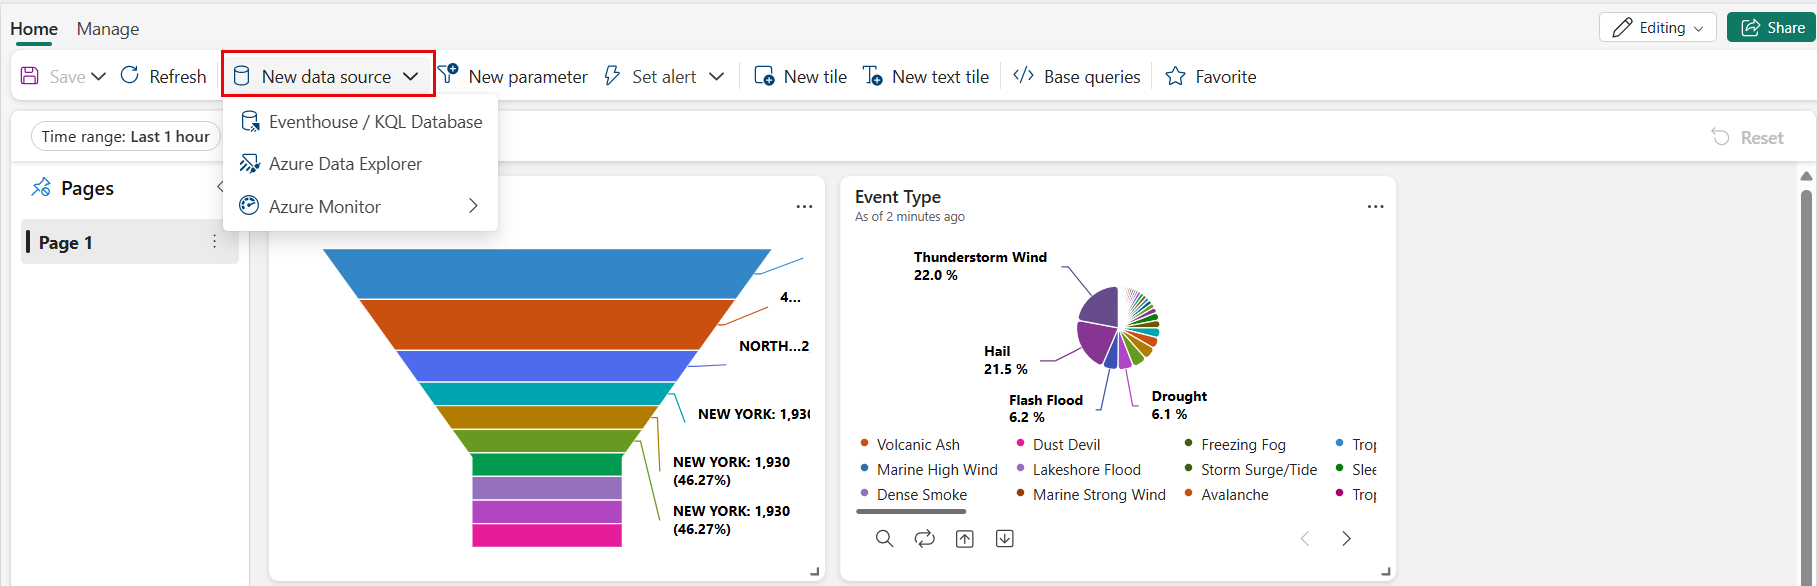 Home Manage Editing Share
Save Refresh New data source New parameter Set alert New tile New text tile Base queries Favorite
Eventhouse / KQL Database
Azure Data Explorer
Azure Monitor
Time range: Last 1 hour
Reset
Pages
Page 1
4...
NORTH...2
NEW YORK: 1,930
NEW YORK: 1,930
(46.27%)
NEW YORK: 1,930
(46.27%)
Event Type
As of 2 minutes ago
Thunderstorm Wind
22.0 %
Hail
21.5 %
Flash Flood
6.2 %
Drought
6.1 %
Volcanic Ash Dust Devil Freezing Fog Trop
Marine High Wind Lakeshore Flood Storm Surge/Tide Slee
Dense Smoke Marine Strong Wind Avalanche Trop